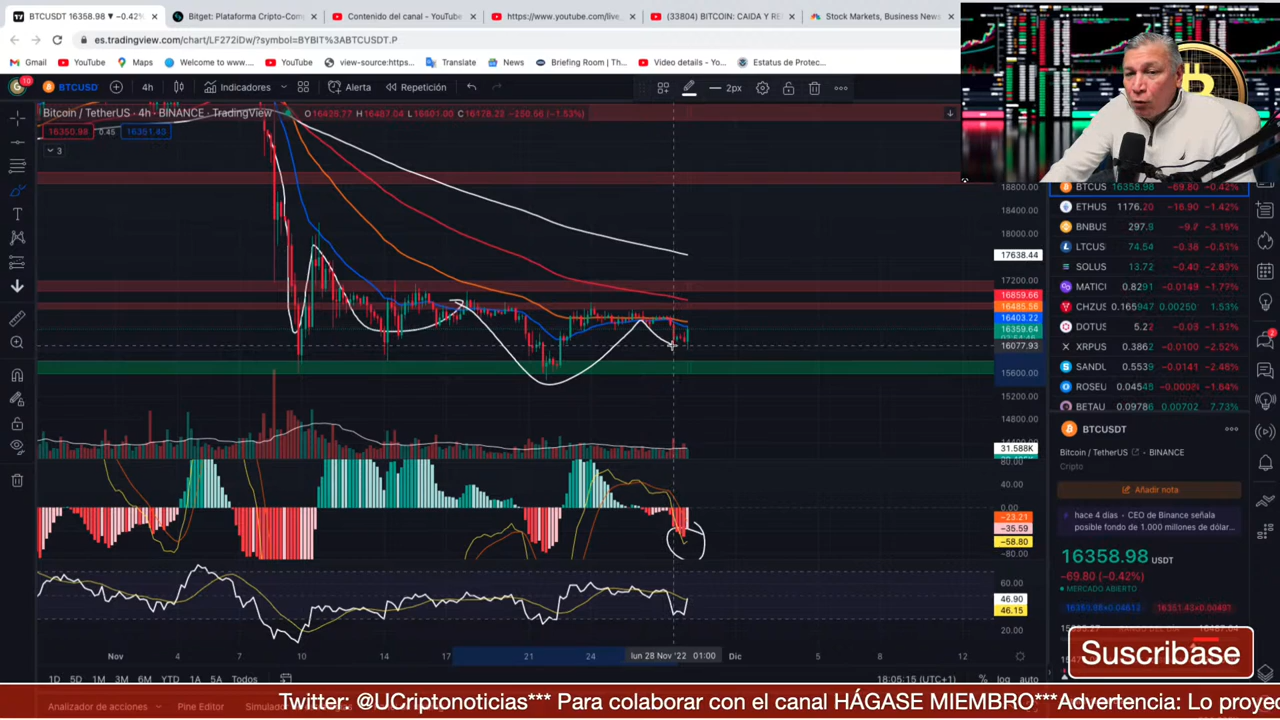 BTCUSDT 16358.98 ▼ −0.42%
Bitget: Plataforma Cripto-Com
Contenido del canal - YouTube
https://www.youtube.com/live_
(33804) BITCOIN: CAIDA Y RE
Stock Markets, Business News
es.tradingview.com/chart/LF272iDw/?symbol=BYBIT%3ABTCUSDT.P
Gmail YouTube Maps Welcome to www.... YouTube view-source:https... Translate News Briefing Room | Th... Video details - Yo... Estatus de Protec...
10 BTCUSD 4h Indicadores Alerta Repetición 2px
Bitcoin / TetherUS · 4h · BINANCE · TradingView
16350.98 0.45 16351.43
3
18800.00
18400.00
18000.00
17638.44
17200.00
16859.66
16485.56
16403.22
16359.64
16077.93
15600.00
15200.00
14800.00
31.588K
80.00
40.00
0.00
−23.21
−35.59
−58.80
−80.00
60.00
46.90
46.15
20.00
Nov 4 7 10 14 17 21 24 lun 28 Nov '22 01:00 Dic 5 8 12
1D 5D 1M 3M 6M YTD 1A 5A Todos
18:05:15 (UTC+1) % log auto
Analizador de acciones Pine Editor
BTCUS 16358.98 −69.80 −0.42%
ETHUS 1176.20 −16.90 −1.42%
BNBUS 297.9 −3.16%
LTCUS 74.54 −0.38 −0.51%
SOLUS 13.72 −0.40 −2.83%
MATIC 0.8291 −0.0149 −1.77%
CHZUS 0.165947 0.00250 1.53%
DOTUS 5.22 −1.51%
XRPUS 0.3862 −0.0100 −2.52%
SANDL 0.5539 −0.0141 −2.48%
ROSEU 0.04548 −1.84%
BETAU 0.09786 0.00702 7.73%
BTCUSDT
Bitcoin / TetherUS BINANCE
Cripto
Añadir nota
hace 4 días · CEO de Binance señala
posible fondo de 1.000 millones de dólar...
16358.98 USDT
−69.80 (−0.42%)
MERCADO ABIERTO
Suscribase
Twitter: @UCriptonoticias*** Para colaborar con el canal HÁGASE MIEMBRO***Advertencia: Lo proye